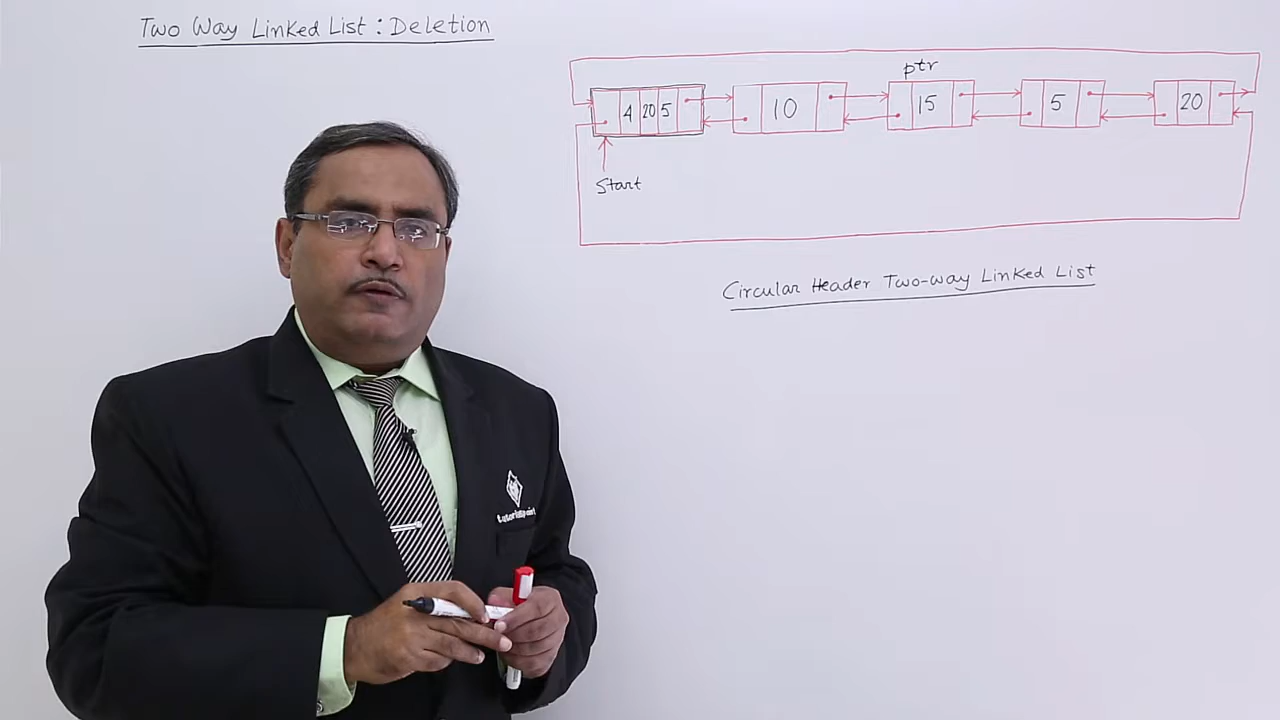 Two Way Linked List : Deletion
ptr
4 20 5 10 15 5 20
Start
Circular Header Two-way Linked List
tutorialspoint